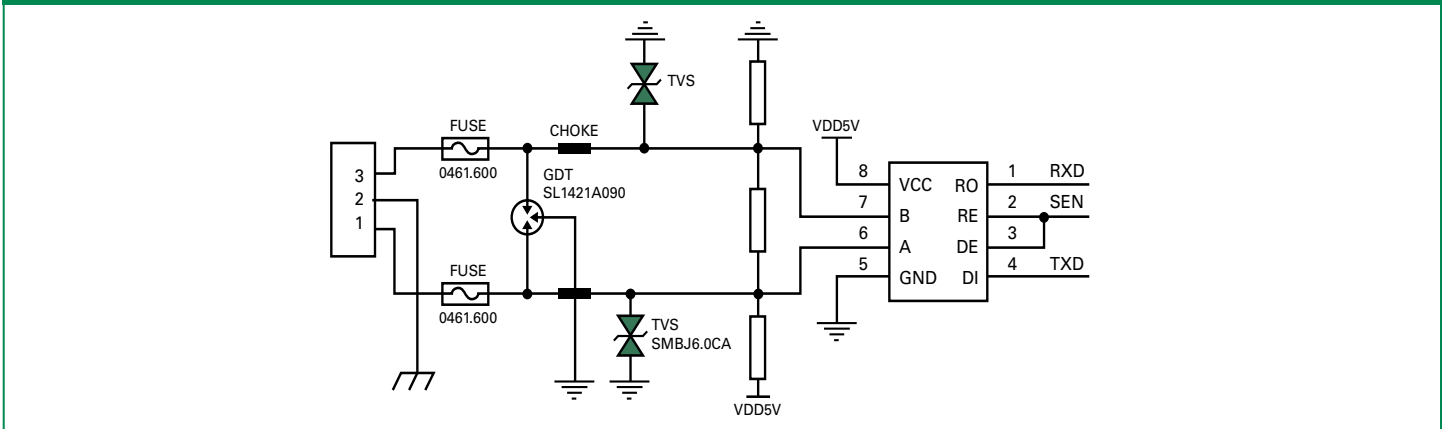 TVS
FUSE
CHOKE
VDD5V
0461.600
GDT
SL1421A090
3
2
1
8
VCC
RO
1
RXD
7
B
RE
2
SEN
6
A
DE
3
5
GND
DI
4
TXD
FUSE
0461.600
TVS
SMBJ6.0CA
VDD5V